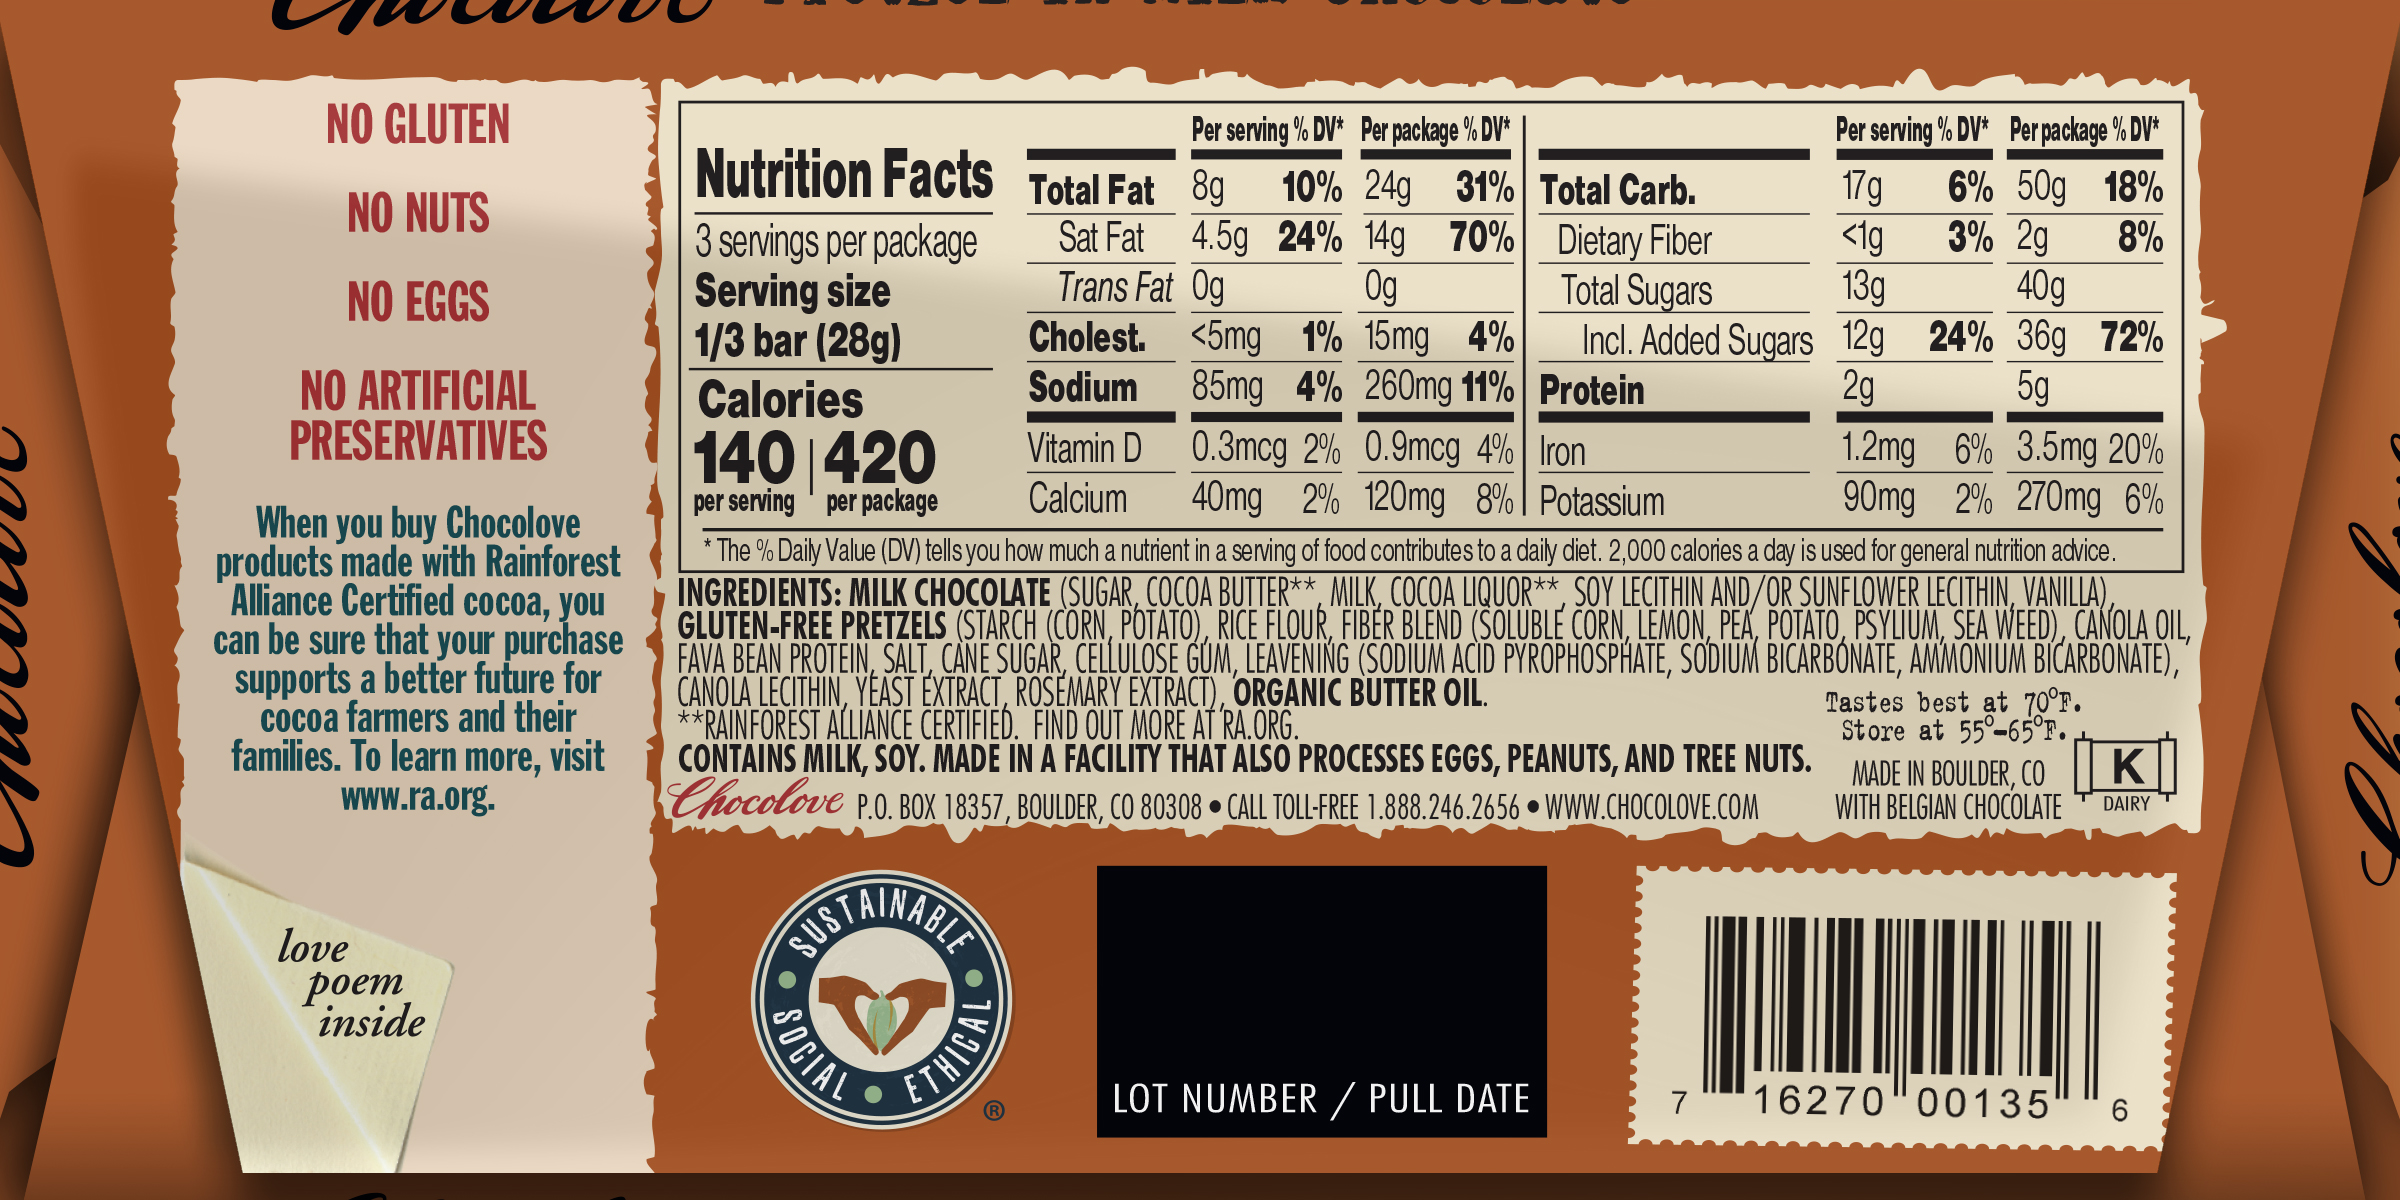 Chocolove Pretzel in Milk Chocolate
NO GLUTEN
NO NUTS
NO EGGS
NO ARTIFICIAL
PRESERVATIVES
When you buy Chocolove
products made with Rainforest
Alliance Certified cocoa, you
can be sure that your purchase
supports a better future for
cocoa farmers and their
families. To learn more, visit
www.ra.org.
love
poem
inside
Nutrition Facts
3 servings per package
Serving size
1/3 bar (28g)
Calories
140 | 420
per serving per package
Per serving % DV* Per package % DV*
Total Fat 8g 10% 24g 31%
Sat Fat 4.5g 24% 14g 70%
Trans Fat 0g 0g
Cholest. <5mg 1% 15mg 4%
Sodium 85mg 4% 260mg 11%
Vitamin D 0.3mcg 2% 0.9mcg 4%
Calcium 40mg 2% 120mg 8%
Per serving % DV* Per package % DV*
Total Carb. 17g 6% 50g 18%
Dietary Fiber <1g 3% 2g 8%
Total Sugars 13g 40g
Incl. Added Sugars 12g 24% 36g 72%
Protein 2g 5g
Iron 1.2mg 6% 3.5mg 20%
Potassium 90mg 2% 270mg 6%
* The % Daily Value (DV) tells you how much a nutrient in a serving of food contributes to a daily diet. 2,000 calories a day is used for general nutrition advice.
INGREDIENTS: MILK CHOCOLATE (SUGAR, COCOA BUTTER**, MILK, COCOA LIQUOR**, SOY LECITHIN AND/OR SUNFLOWER LECITHIN, VANILLA),
GLUTEN-FREE PRETZELS (STARCH (CORN, POTATO), RICE FLOUR, FIBER BLEND (SOLUBLE CORN, LEMON, PEA, POTATO, PSYLIUM, SEA WEED), CANOLA OIL,
FAVA BEAN PROTEIN, SALT, CANE SUGAR, CELLULOSE GUM, LEAVENING (SODIUM ACID PYROPHOSPHATE, SODIUM BICARBONATE, AMMONIUM BICARBONATE),
CANOLA LECITHIN, YEAST EXTRACT, ROSEMARY EXTRACT), ORGANIC BUTTER OIL.
**RAINFOREST ALLIANCE CERTIFIED. FIND OUT MORE AT RA.ORG.
CONTAINS MILK, SOY. MADE IN A FACILITY THAT ALSO PROCESSES EGGS, PEANUTS, AND TREE NUTS.
Chocolove P.O. BOX 18357, BOULDER, CO 80308 • CALL TOLL-FREE 1.888.246.2656 • WWW.CHOCOLOVE.COM
Tastes best at 70°F.
Store at 55°-65°F.
MADE IN BOULDER, CO
WITH BELGIAN CHOCOLATE
K
DAIRY
SUSTAINABLE
SOCIAL • ETHICAL
®
LOT NUMBER / PULL DATE
7 16270 00135 6
Chocolove